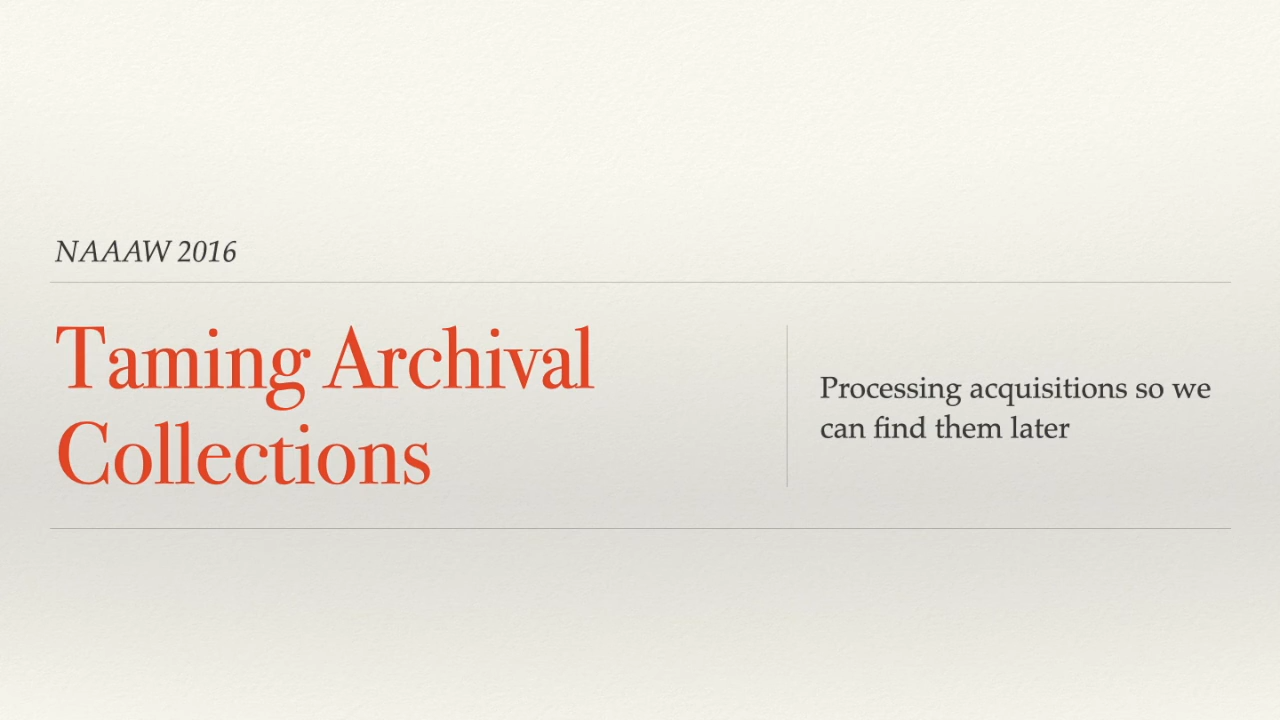 NAAAW 2016
Taming Archival
Collections
Processing acquisitions so we
can find them later